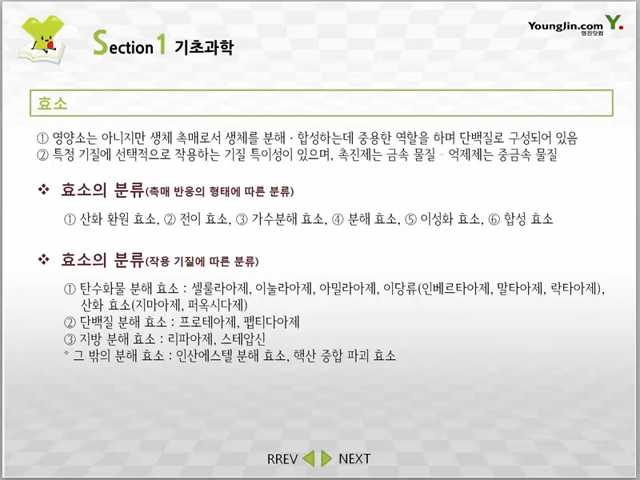 Section 1 기초과학
YoungJin.com Y.
영진닷컴
효소
① 영양소는 아니지만 생체 촉매로서 생체를 분해·합성하는데 중용한 역할을 하며 단백질로 구성되어 있음
② 특정 기질에 선택적으로 작용하는 기질 특이성이 있으며, 촉진제는 금속 물질 - 억제제는 중금속 물질
❖ 효소의 분류(측매 반응의 형태에 따른 분류)
① 산화 환원 효소, ② 전이 효소, ③ 가수분해 효소, ④ 분해 효소, ⑤ 이성화 효소, ⑥ 합성 효소
❖ 효소의 분류(작용 기질에 따른 분류)
① 탄수화물 분해 효소 : 셀룰라아제, 이눌라아제, 아밀라아제, 이당류(인베르타아제, 말타아제, 락타아제),
산화 효소(지마아제, 퍼옥시다제)
② 단백질 분해 효소 : 프로테아제, 펩티다아제
③ 지방 분해 효소 : 리파아제, 스테압신
* 그 밖의 분해 효소 : 인산에스텔 분해 효소, 핵산 중합 파괴 효소
RREV NEXT